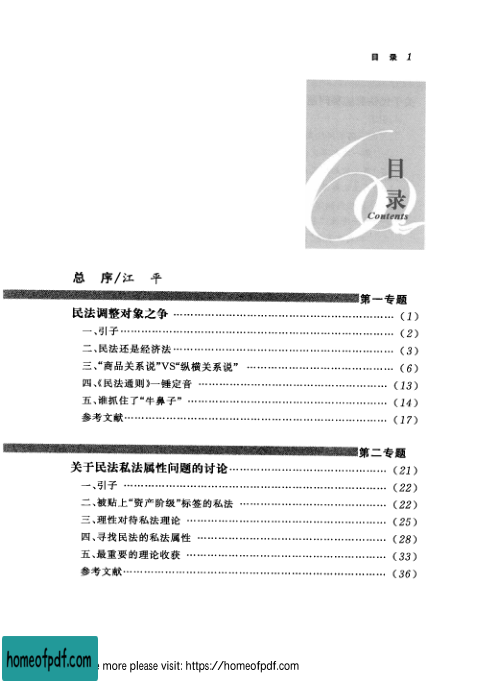 目 录 1
目
录
Contents
总 序/江 平
第一专题
民法调整对象之争 …………………………………………………… (1)
一、引子 ………………………………………………………………… (2)
二、民法还是经济法 …………………………………………………… (3)
三、“商品关系说”VS“纵横关系说” ………………………………… (6)
四、《民法通则》一锤定音 …………………………………………… (13)
五、谁抓住了“牛鼻子” ……………………………………………… (14)
参考文献 ………………………………………………………………… (17)
第二专题
关于民法私法属性问题的讨论 ……………………………………… (21)
一、引子 ………………………………………………………………… (22)
二、被贴上“资产阶级”标签的私法 ………………………………… (22)
三、理性对待私法理论 ………………………………………………… (25)
四、寻找民法的私法属性 ……………………………………………… (28)
五、最重要的理论收获 ………………………………………………… (33)
参考文献 ………………………………………………………………… (36)
homeofpdf.com
more please visit: https://homeofpdf.com